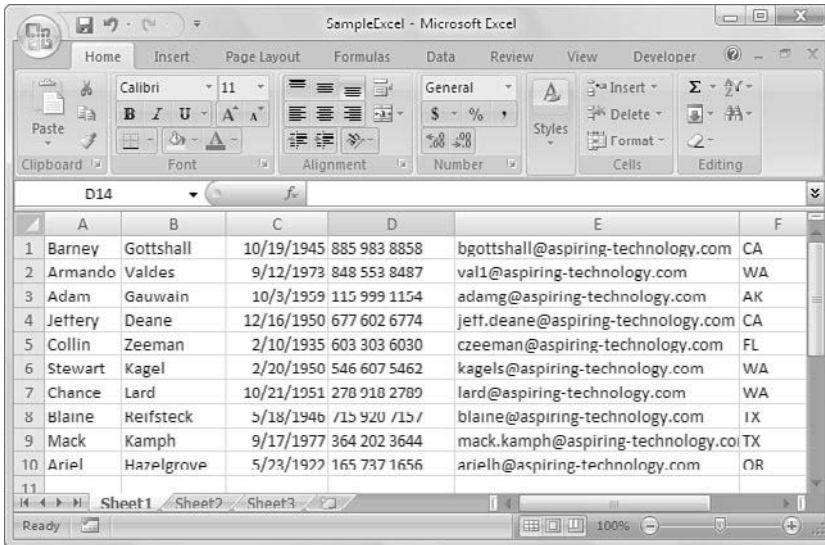 SampleExcel - Microsoft Excel
Home Insert Page Layout Formulas Data Review View Developer
Calibri 11 General Insert Σ
B I U A A $ % , Delete
Paste A Styles Format
Clipboard Font Alignment Number Cells Editing
D14 fx
A B C D E F
1 Barney Gottshall 10/19/1945 885 983 8858 bgottshall@aspiring-technology.com CA
2 Armando Valdes 9/12/1973 848 553 8487 val1@aspiring-technology.com WA
3 Adam Gauwain 10/3/1959 115 999 1154 adamg@aspiring-technology.com AK
4 Jeffery Deane 12/16/1950 677 602 6774 jeff.deane@aspiring-technology.com CA
5 Collin Zeeman 2/10/1935 603 303 6030 czeeman@aspiring-technology.com FL
6 Stewart Kagel 2/20/1950 546 607 5462 kagels@aspiring-technology.com WA
7 Chance Lard 10/21/1951 278 918 2789 lard@aspiring-technology.com WA
8 Blaine Reifsteck 5/18/1946 715 920 7157 blaine@aspiring-technology.com TX
9 Mack Kamph 9/17/1977 364 202 3644 mack.kamph@aspiring-technology.co TX
10 Ariel Hazelgrove 5/23/1922 165 737 1656 arielh@aspiring-technology.com OR
11
Sheet1 Sheet2 Sheet3
Ready 100%